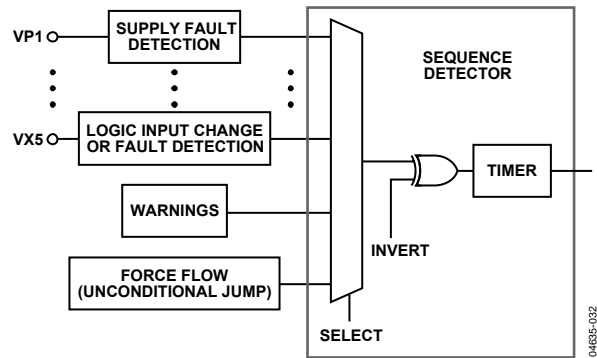 VP1
SUPPLY FAULT
DETECTION
SEQUENCE
DETECTOR
VX5
LOGIC INPUT CHANGE
OR FAULT DETECTION
TIMER
WARNINGS
INVERT
FORCE FLOW
(UNCONDITIONAL JUMP)
SELECT
04635-032